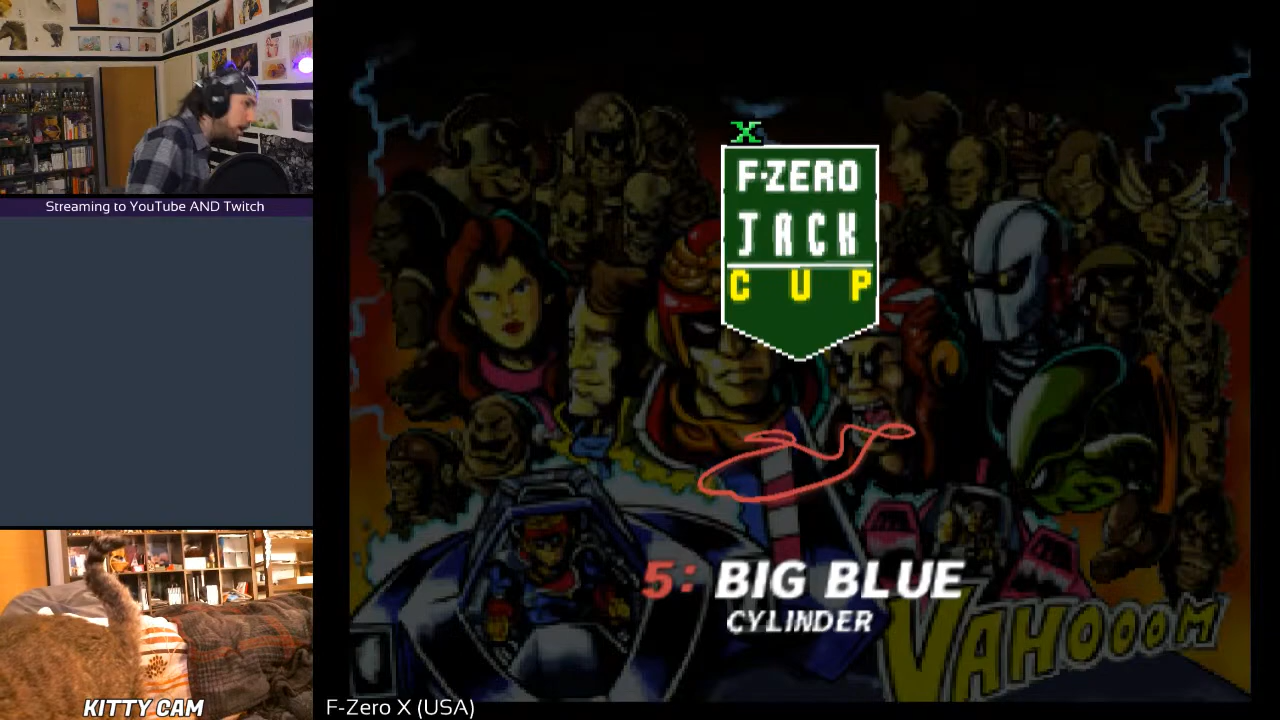 Streaming to YouTube AND Twitch
KITTY CAM
X
F-ZERO
JACK
CUP
5: BIG BLUE
CYLINDER
VAHOOOM
F-Zero X (USA)